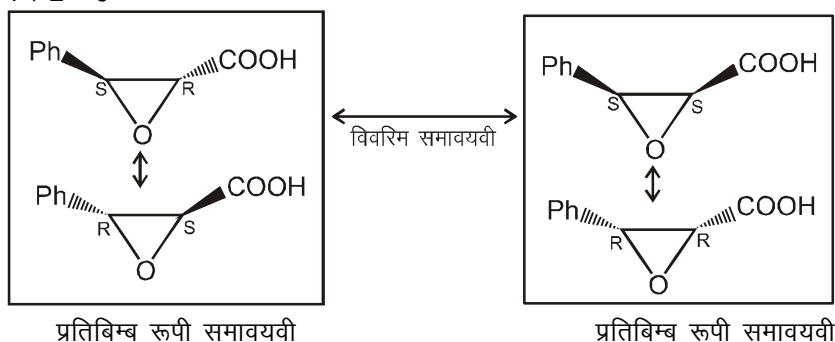 Ph COOH
S R
O
Ph COOH
R S
O
प्रतिबिम्ब रूपी समावयवी
विवरिम समावयवी
Ph COOH
S S
O
Ph COOH
R R
O
प्रतिबिम्ब रूपी समावयवी